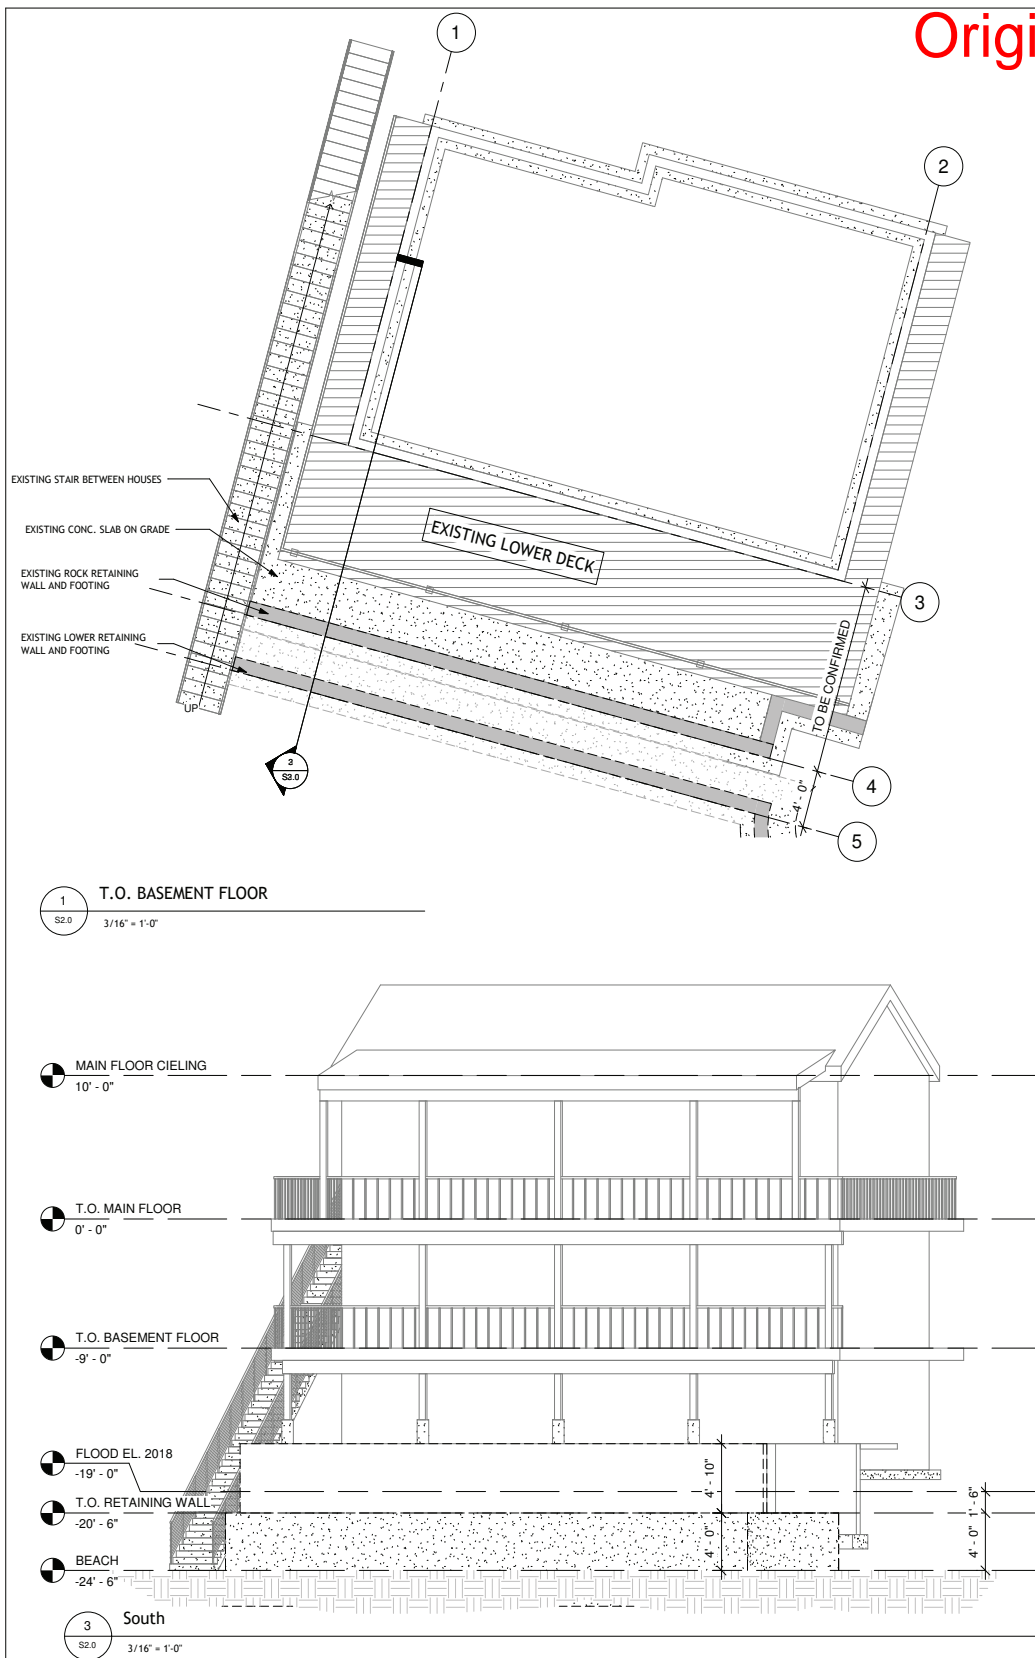 Origi
1
2
EXISTING STAIR BETWEEN HOUSES
EXISTING CONC. SLAB ON GRADE
EXISTING ROCK RETAINING
WALL AND FOOTING
EXISTING LOWER RETAINING
WALL AND FOOTING
EXISTING LOWER DECK
TO BE CONFIRMED
3
UP
3
S3.0
4
4' - 0"
5
1
S2.0
T.O. BASEMENT FLOOR
3/16" = 1'-0"
MAIN FLOOR CIELING
10' - 0"
T.O. MAIN FLOOR
0' - 0"
T.O. BASEMENT FLOOR
-9' - 0"
FLOOD EL. 2018
-19' - 0"
T.O. RETAINING WALL
-20' - 6"
BEACH
-24' - 6"
4' - 10"
4' - 0"
1' - 6"
4' - 0"
3
S2.0
South
3/16" = 1'-0"